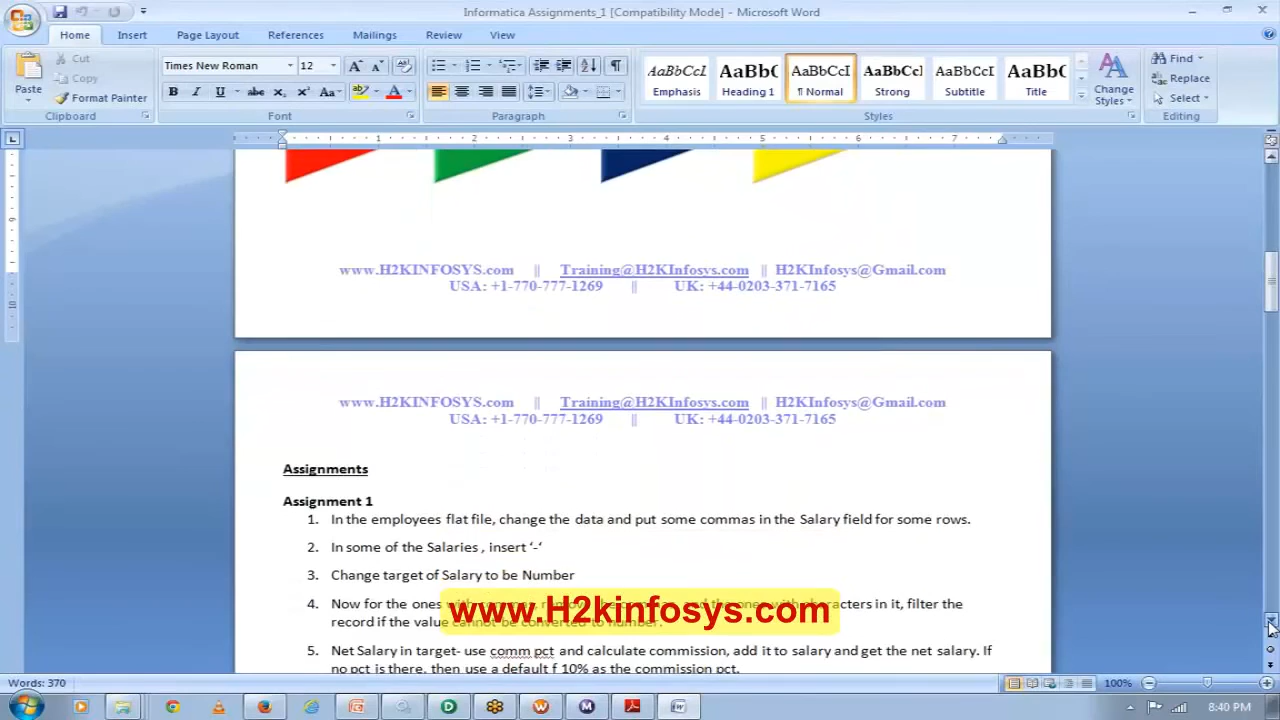 Informatica Assignments_1 [Compatibility Mode] - Microsoft Word
Home Insert Page Layout References Mailings Review View
Paste
Cut
Copy
Format Painter
Clipboard
Times New Roman 12
Font
Paragraph
AaBbCcI AaBbC AaBbCcI AaBbCcI AaBbCcI AaBbC
Emphasis Heading 1 ¶ Normal Strong Subtitle Title
Change Styles
Styles
Find
Replace
Select
Editing
www.H2KINFOSYS.com || Training@H2KInfosys.com || H2KInfosys@Gmail.com
USA: +1-770-777-1269 || UK: +44-0203-371-7165
www.H2KINFOSYS.com || Training@H2KInfosys.com || H2KInfosys@Gmail.com
USA: +1-770-777-1269 || UK: +44-0203-371-7165
Assignments
Assignment 1
1. In the employees flat file, change the data and put some commas in the Salary field for some rows.
2. In some of the Salaries , insert ‘-‘
3. Change target of Salary to be Number
4. Now for the ones characters in it, filter the
record if the value cannot be converted to number.
www.H2kinfosys.com
5. Net Salary in target- use comm pct and calculate commission, add it to salary and get the net salary. If
no pct is there, then use a default f 10% as the commission pct.
Words: 370
100%
8:40 PM